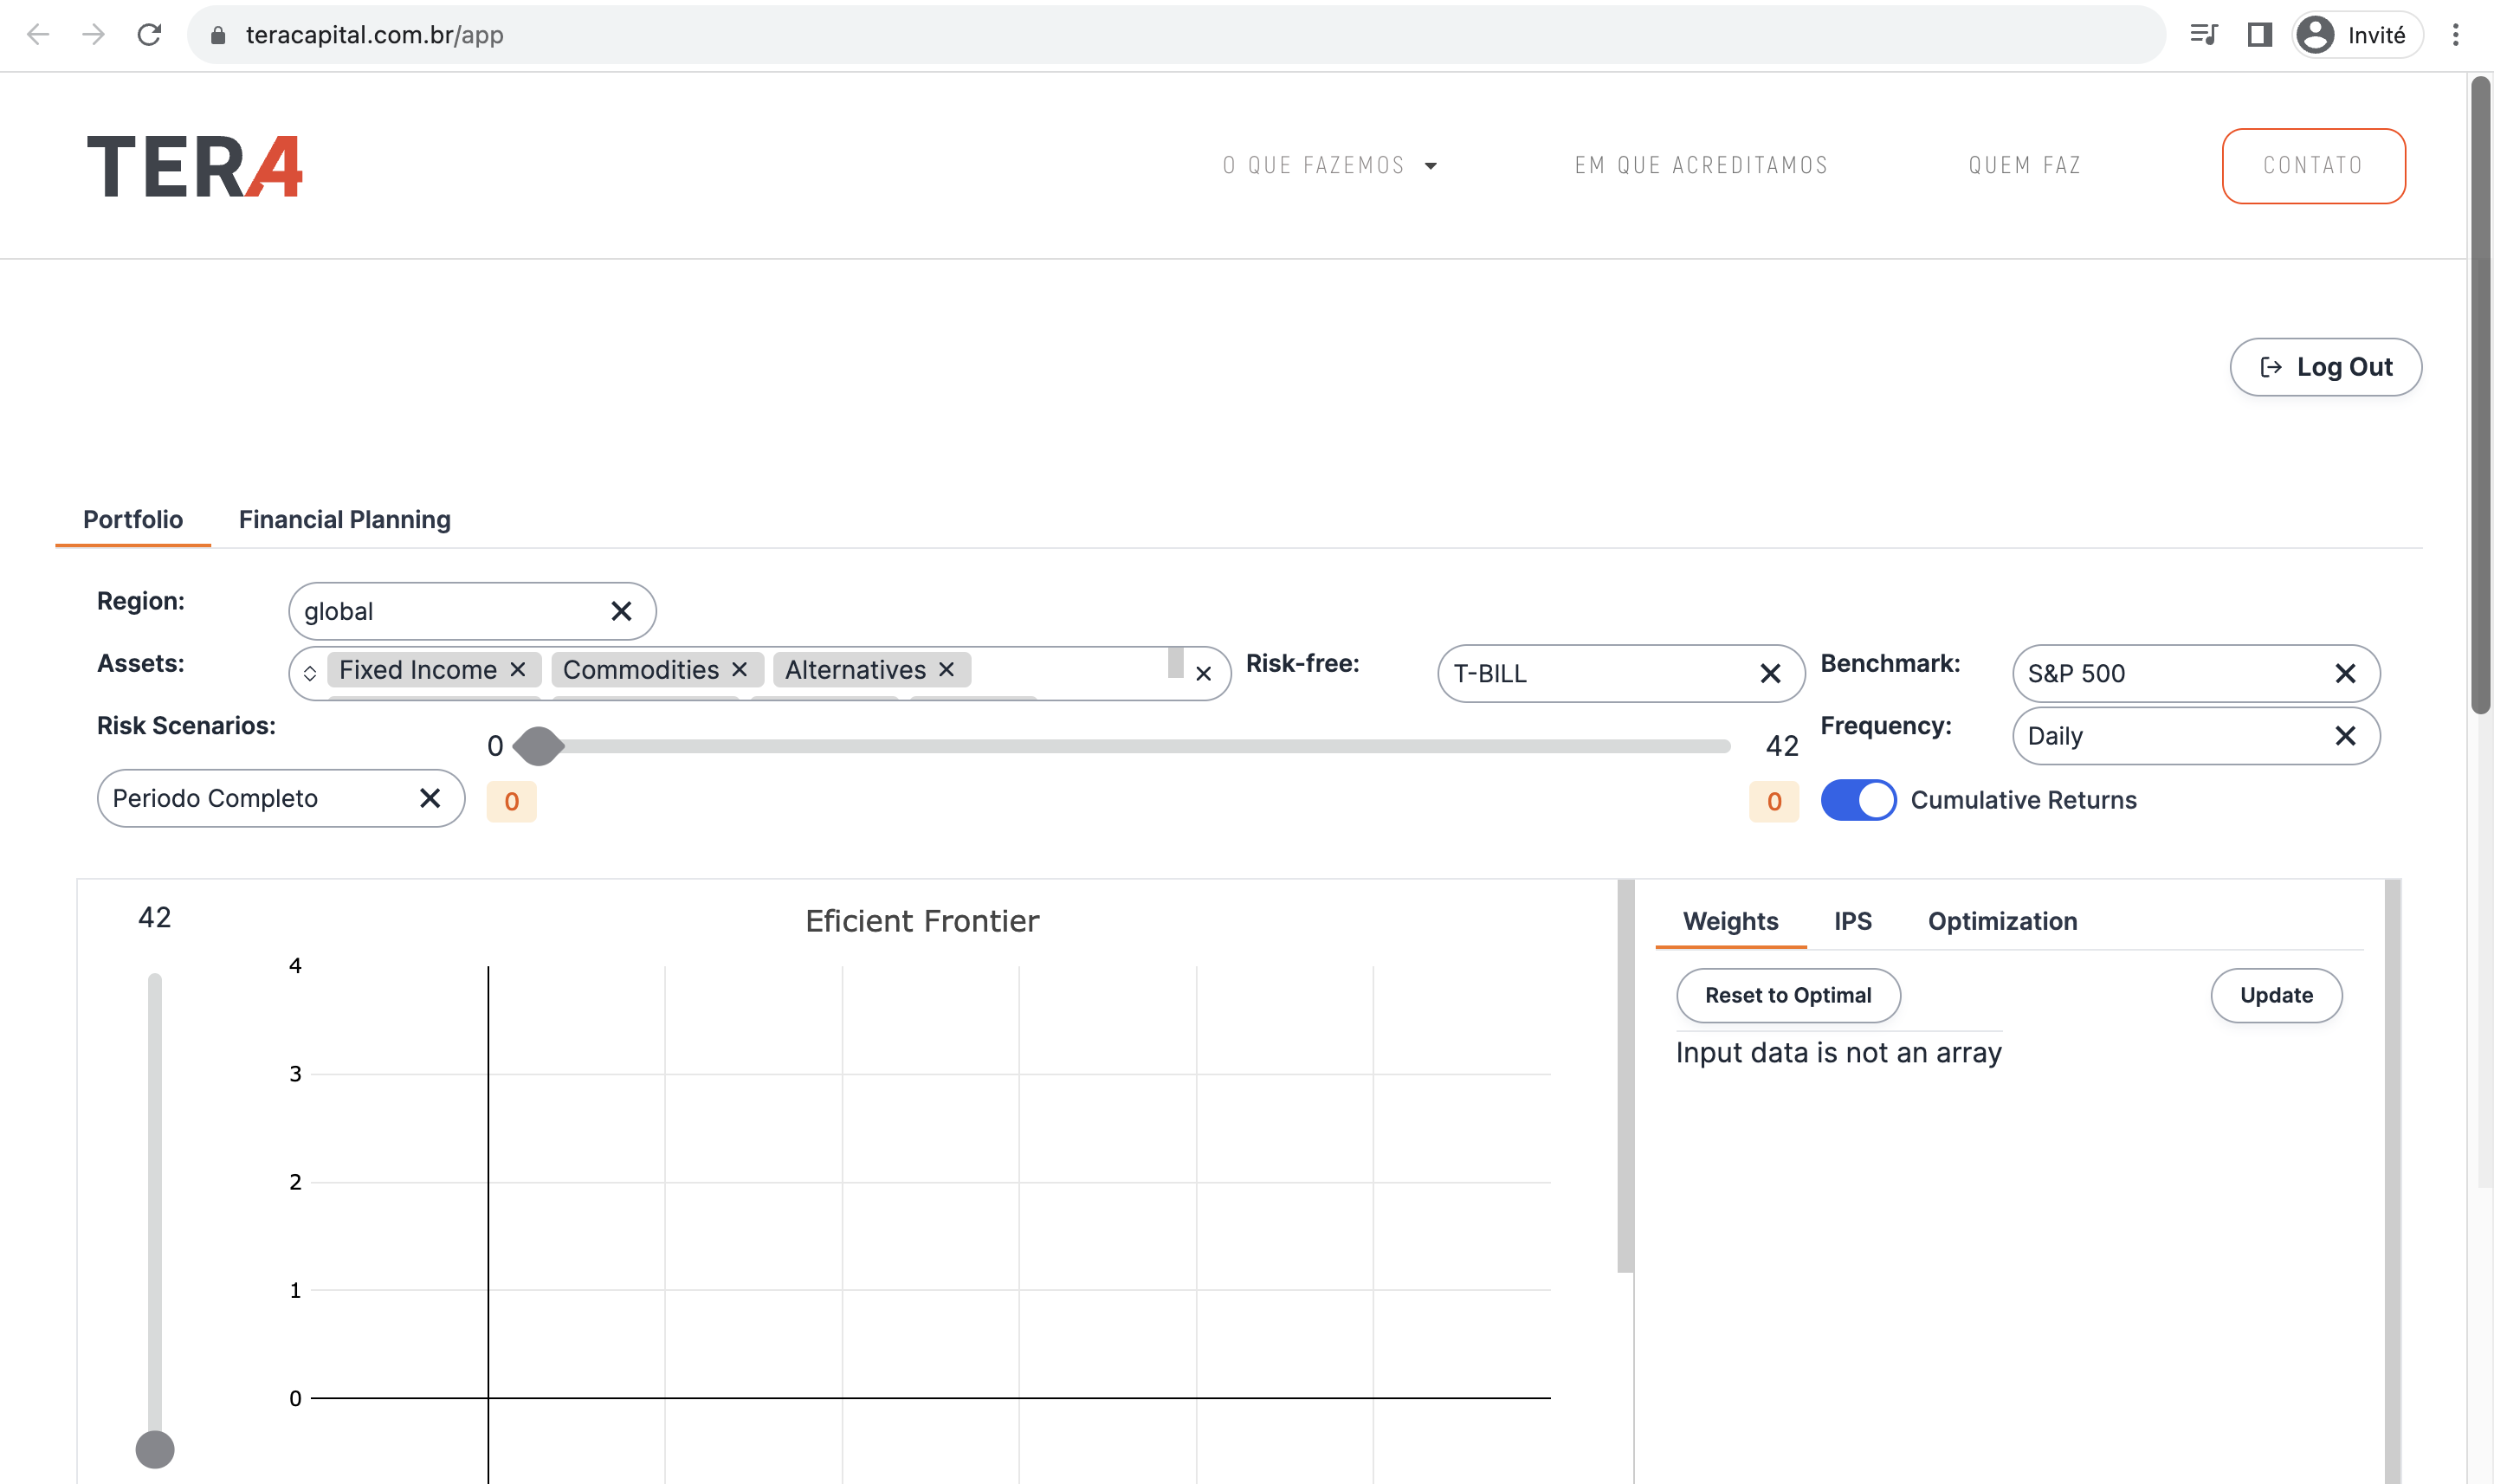 teracapital.com.br/app
Invité
TERA
O QUE FAZEMOS
EM QUE ACREDITAMOS
QUEM FAZ
CONTATO
Log Out
Portfolio
Financial Planning
Region:
global
Assets:
Fixed Income
Commodities
Alternatives
Risk-free:
T-BILL
Benchmark:
S&P 500
Risk Scenarios:
0
42
Frequency:
Daily
Periodo Completo
0
0
Cumulative Returns
42
Eficient Frontier
4
3
2
1
0
Weights
IPS
Optimization
Reset to Optimal
Update
Input data is not an array